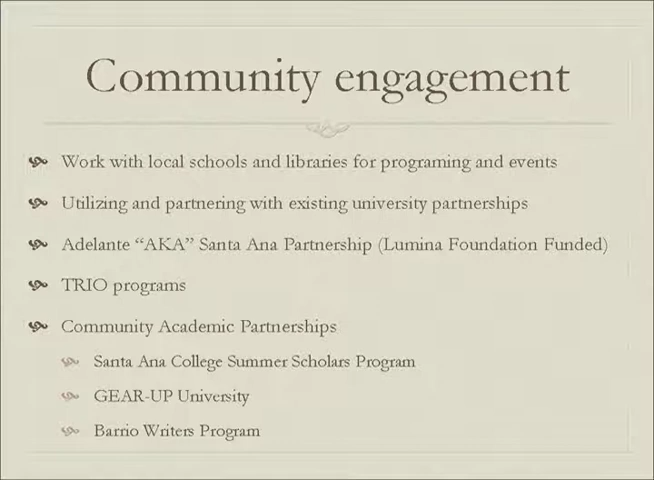 Community engagement
Work with local schools and libraries for programing and events
Utilizing and partnering with existing university partnerships
Adelante “AKA” Santa Ana Partnership (Lumina Foundation Funded)
TRIO programs
Community Academic Partnerships
Santa Ana College Summer Scholars Program
GEAR-UP University
Barrio Writers Program